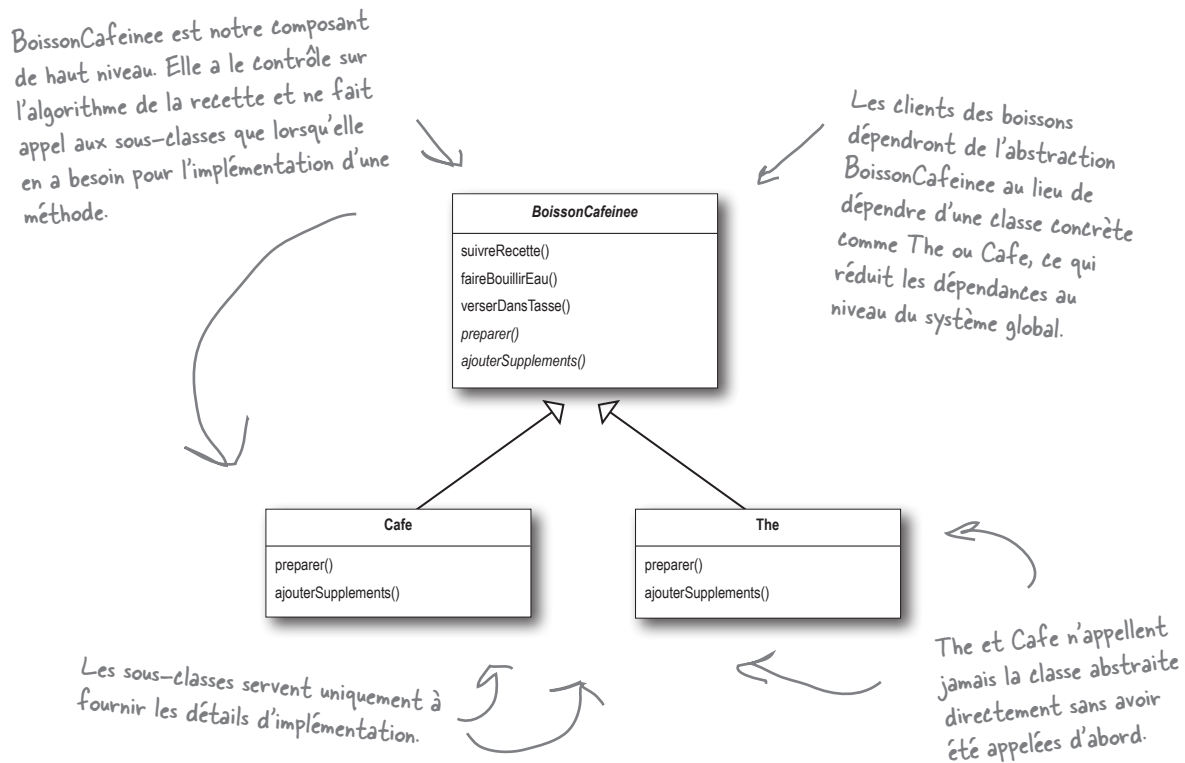 BoissonCafeinee est notre composant
de haut niveau. Elle a le contrôle sur
l'algorithme de la recette et ne fait
appel aux sous-classes que lorsqu'elle
en a besoin pour l'implémentation d'une
méthode.
Les clients des boissons
dépendront de l'abstraction
BoissonCafeinee au lieu de
dépendre d'une classe concrète
comme The ou Cafe, ce qui
réduit les dépendances au
niveau du système global.
BoissonCafeinee
suivreRecette()
faireBouillirEau()
verserDansTasse()
preparer()
ajouterSupplements()
Cafe
preparer()
ajouterSupplements()
The
preparer()
ajouterSupplements()
Les sous-classes servent uniquement à
fournir les détails d'implémentation.
The et Cafe n'appellent
jamais la classe abstraite
directement sans avoir
été appelées d'abord.